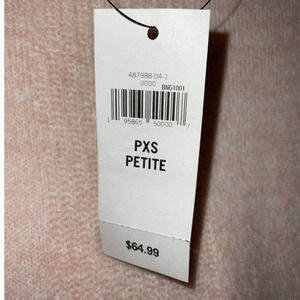 487988-04-1
0000 BNG1001
1 95865 50000 7
PXS
PETITE
$64.99